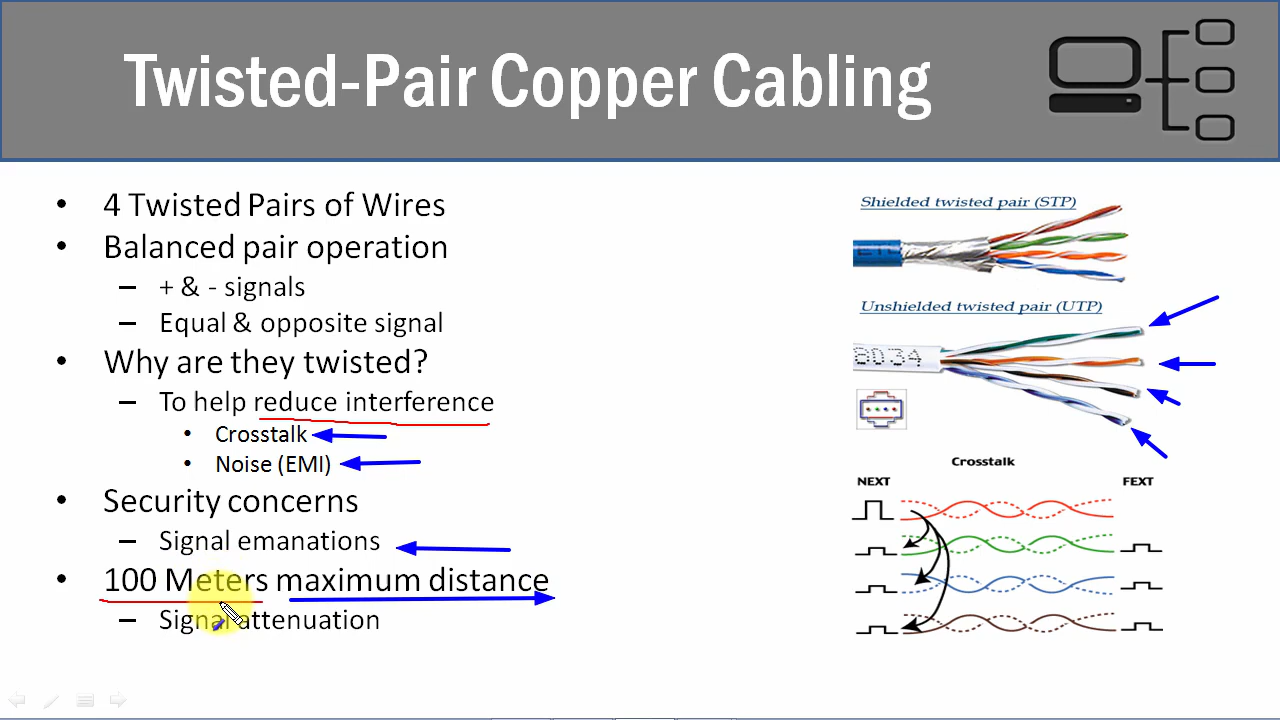 Twisted-Pair Copper Cabling
• 4 Twisted Pairs of Wires
• Balanced pair operation
– + & - signals
– Equal & opposite signal
• Why are they twisted?
– To help reduce interference
• Crosstalk
• Noise (EMI)
• Security concerns
– Signal emanations
• 100 Meters maximum distance
– Signal attenuation
Shielded twisted pair (STP)
Unshielded twisted pair (UTP)
8034
Crosstalk
NEXT
FEXT